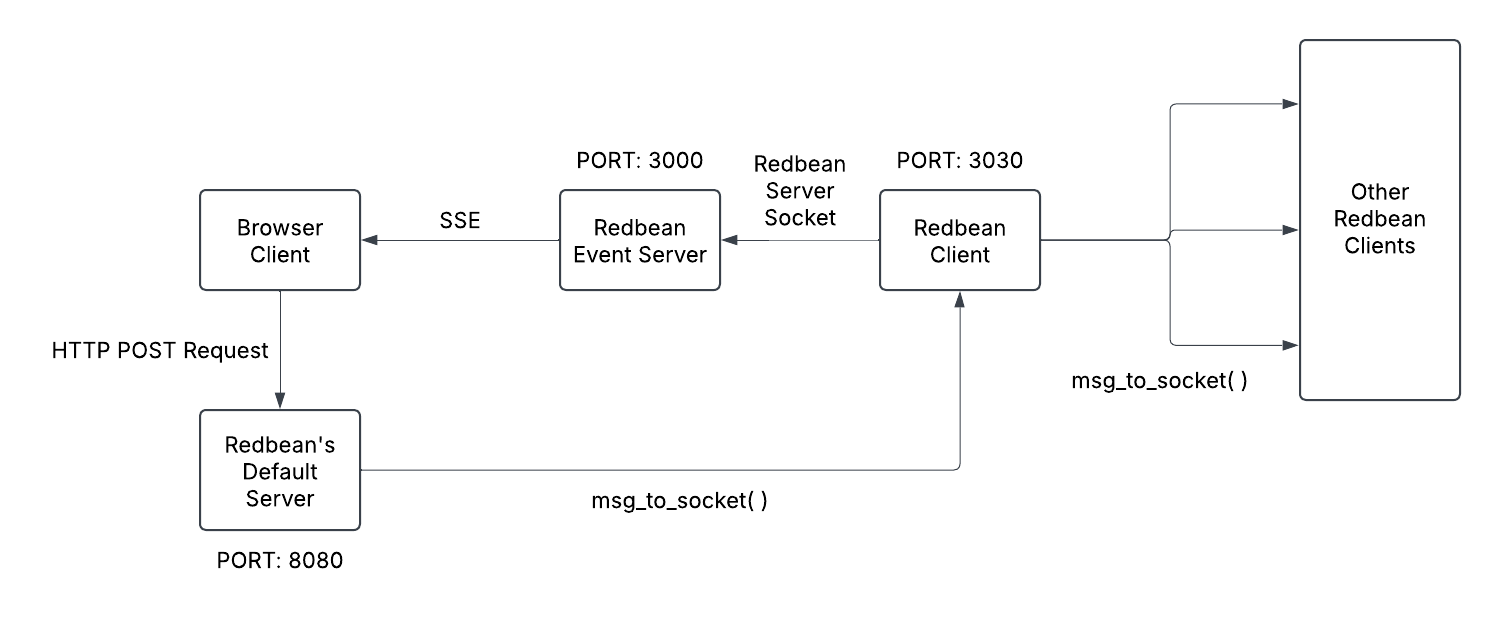 PORT: 3000
Redbean
Server
Socket
PORT: 3030
Browser
Client
SSE
Redbean
Event Server
Redbean
Client
Other
Redbean
Clients
HTTP POST Request
msg_to_socket( )
Redbean's
Default
Server
msg_to_socket( )
PORT: 8080